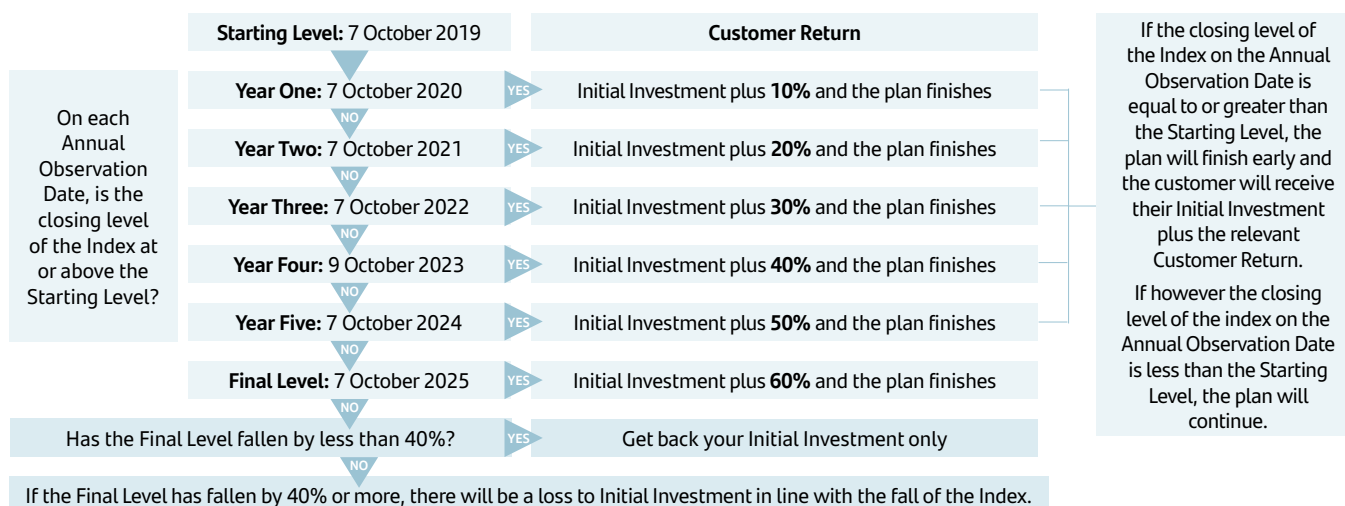 Starting Level: 7 October 2019
Customer Return
On each
Annual
Observation
Date, is the
closing level
of the Index at
or above the
Starting Level?
Year One: 7 October 2020
YES
Initial Investment plus 10% and the plan finishes
NO
Year Two: 7 October 2021
YES
Initial Investment plus 20% and the plan finishes
NO
Year Three: 7 October 2022
YES
Initial Investment plus 30% and the plan finishes
NO
Year Four: 9 October 2023
YES
Initial Investment plus 40% and the plan finishes
NO
Year Five: 7 October 2024
YES
Initial Investment plus 50% and the plan finishes
NO
Final Level: 7 October 2025
YES
Initial Investment plus 60% and the plan finishes
NO
Has the Final Level fallen by less than 40%?
YES
Get back your Initial Investment only
NO
If the Final Level has fallen by 40% or more, there will be a loss to Initial Investment in line with the fall of the Index.
If the closing level of
the Index on the Annual
Observation Date is
equal to or greater than
the Starting Level, the
plan will finish early and
the customer will receive
their Initial Investment
plus the relevant
Customer Return.
If however the closing
level of the index on the
Annual Observation Date
is less than the Starting
Level, the plan will
continue.